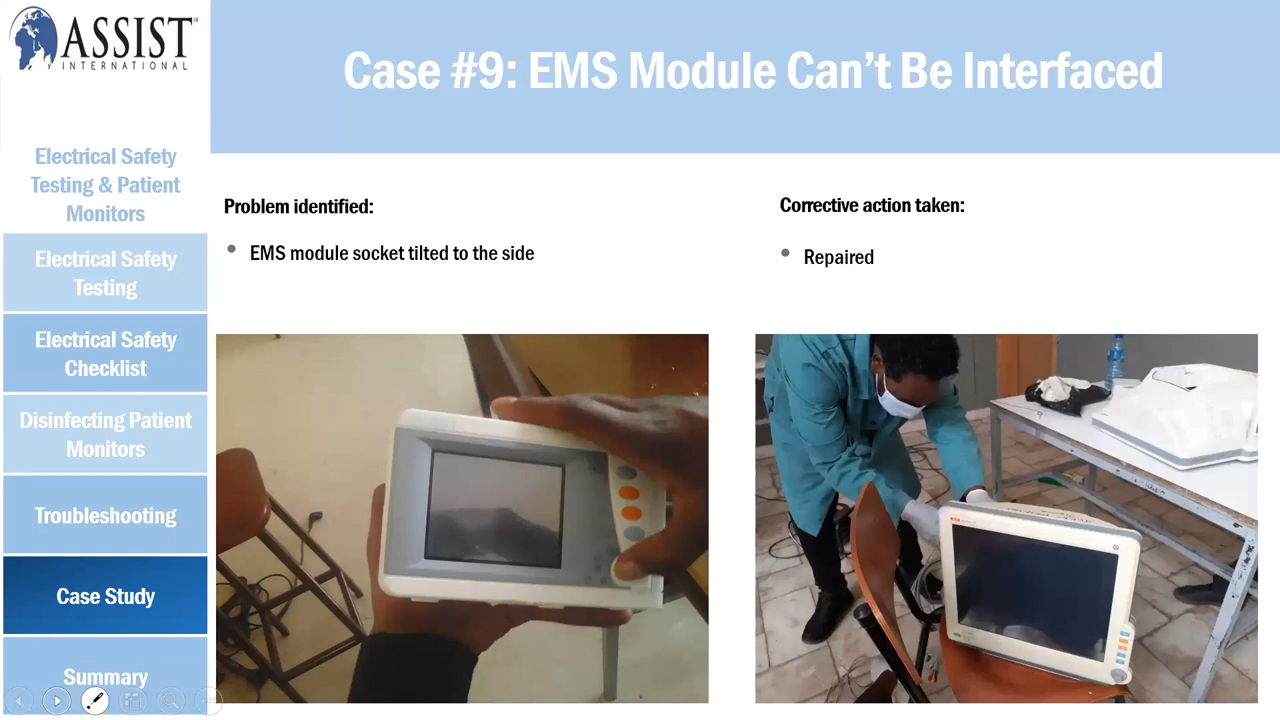 ASSIST
INTERNATIONAL
Case #9: EMS Module Can’t Be Interfaced
Electrical Safety
Testing & Patient
Monitors
Electrical Safety
Testing
Electrical Safety
Checklist
Disinfecting Patient
Monitors
Troubleshooting
Case Study
Summary
Problem identified:
• EMS module socket tilted to the side
Corrective action taken:
• Repaired